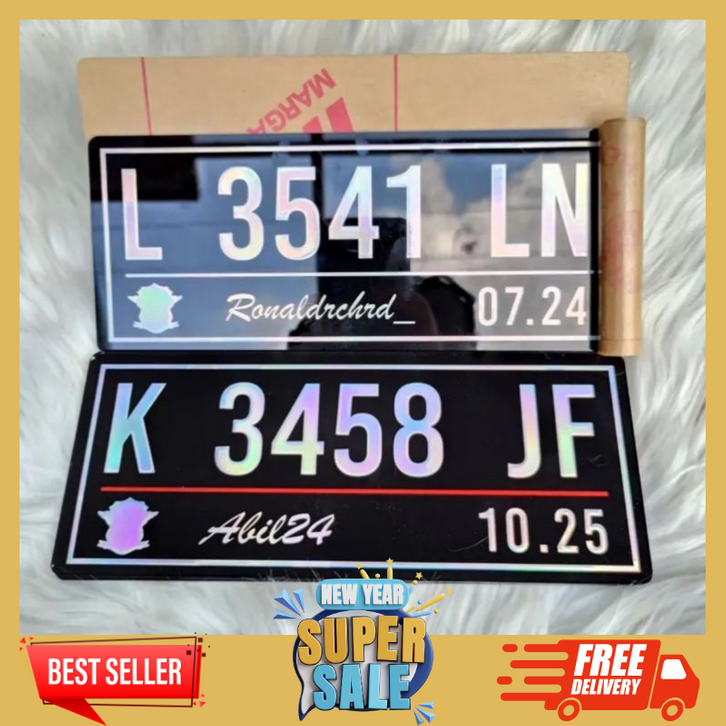 MARGA
L 3541 LN
Ronaldrchrd_ 07.24
K 3458 JF
Abil24 10.25
NEW YEAR
SUPER
SALE
BEST SELLER
FREE
DELIVERY